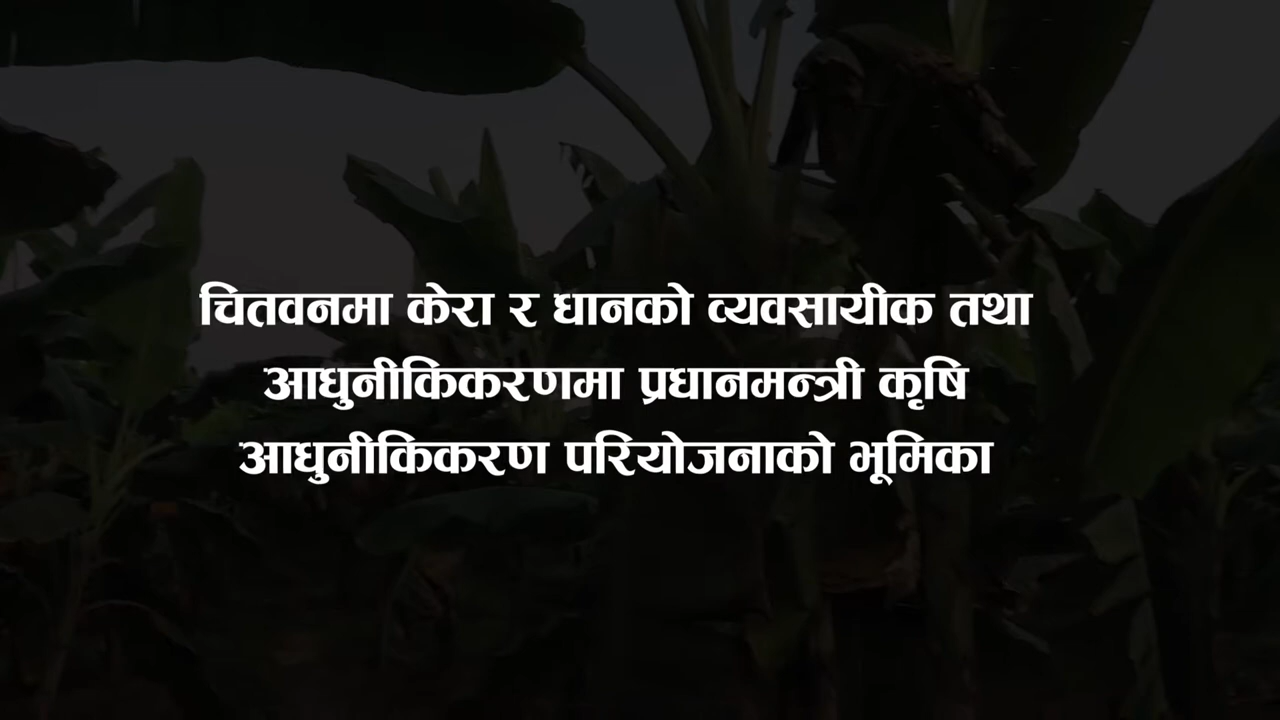 चितवनमा केरा र धानको व्यवसायीक तथा
आधुनीकिकरणमा प्रधानमन्त्री कृषि
आधुनीकिकरण परियोजनाको भूमिका